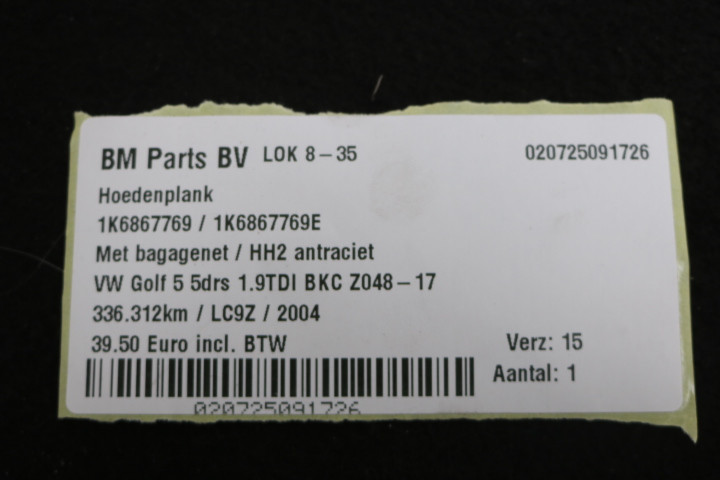 BM Parts BV LOK 8-35 020725091726
Hoedenplank
1K6867769 / 1K6867769E
Met bagagenet / HH2 antraciet
VW Golf 5 5drs 1.9TDI BKC Z048-17
336.312km / LC9Z / 2004
39.50 Euro incl. BTW Verz: 15
Aantal: 1
020725091726